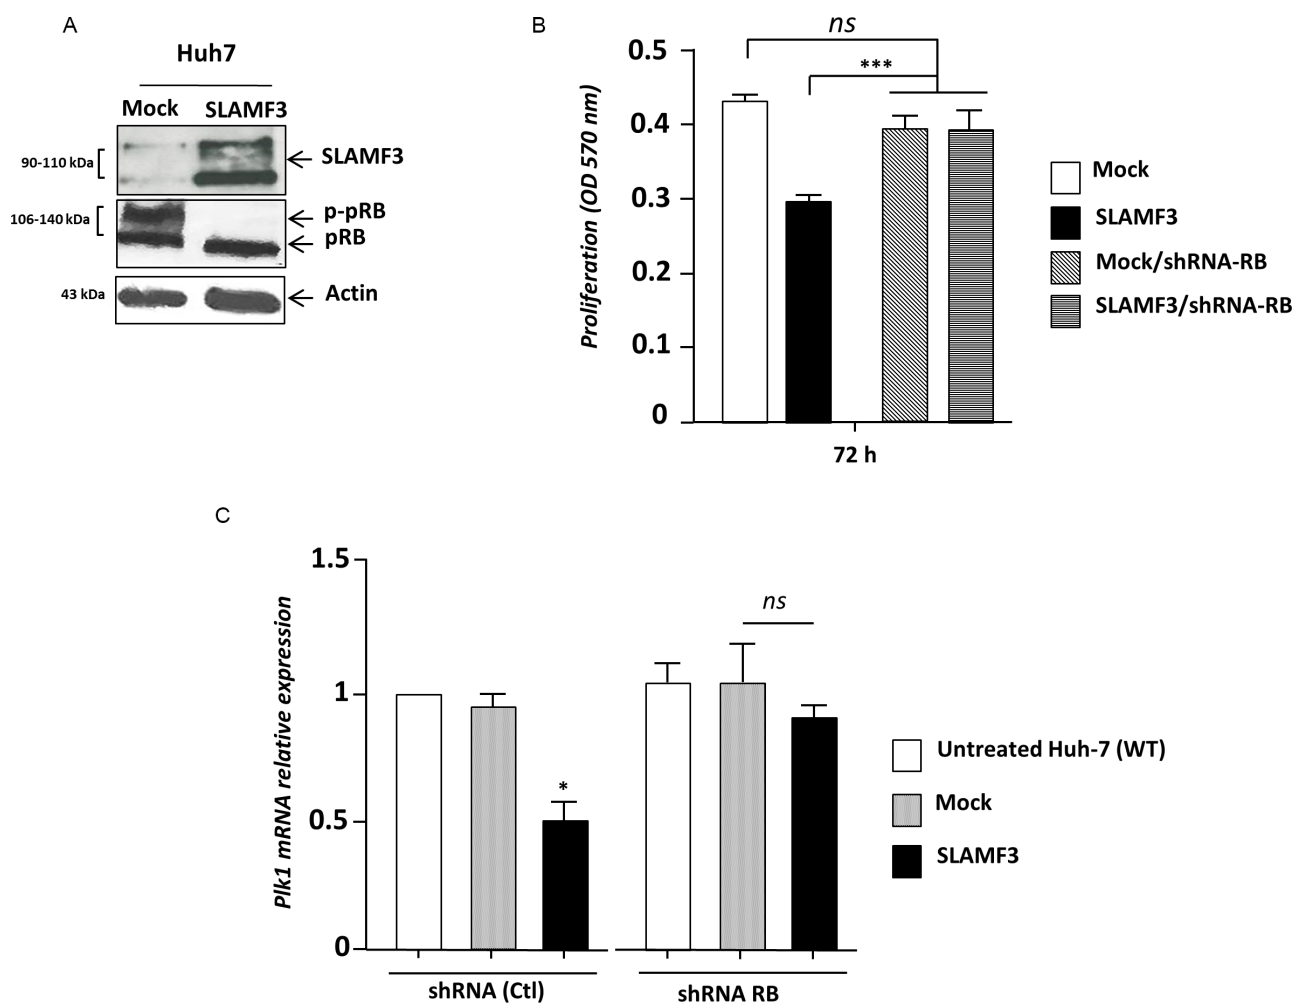 A
Huh7
Mock SLAMF3
90-110 kDa
SLAMF3
106-140 kDa
p-pRB
pRB
43 kDa
Actin
B
ns
***
0.5
0.4
0.3
0.2
0.1
0
Proliferation (OD 570 nm)
72 h
Mock
SLAMF3
Mock/shRNA-RB
SLAMF3/shRNA-RB
C
1.5
1
0.5
0
Plk1 mRNA relative expression
*
ns
shRNA (Ctl)
shRNA RB
Untreated Huh-7 (WT)
Mock
SLAMF3